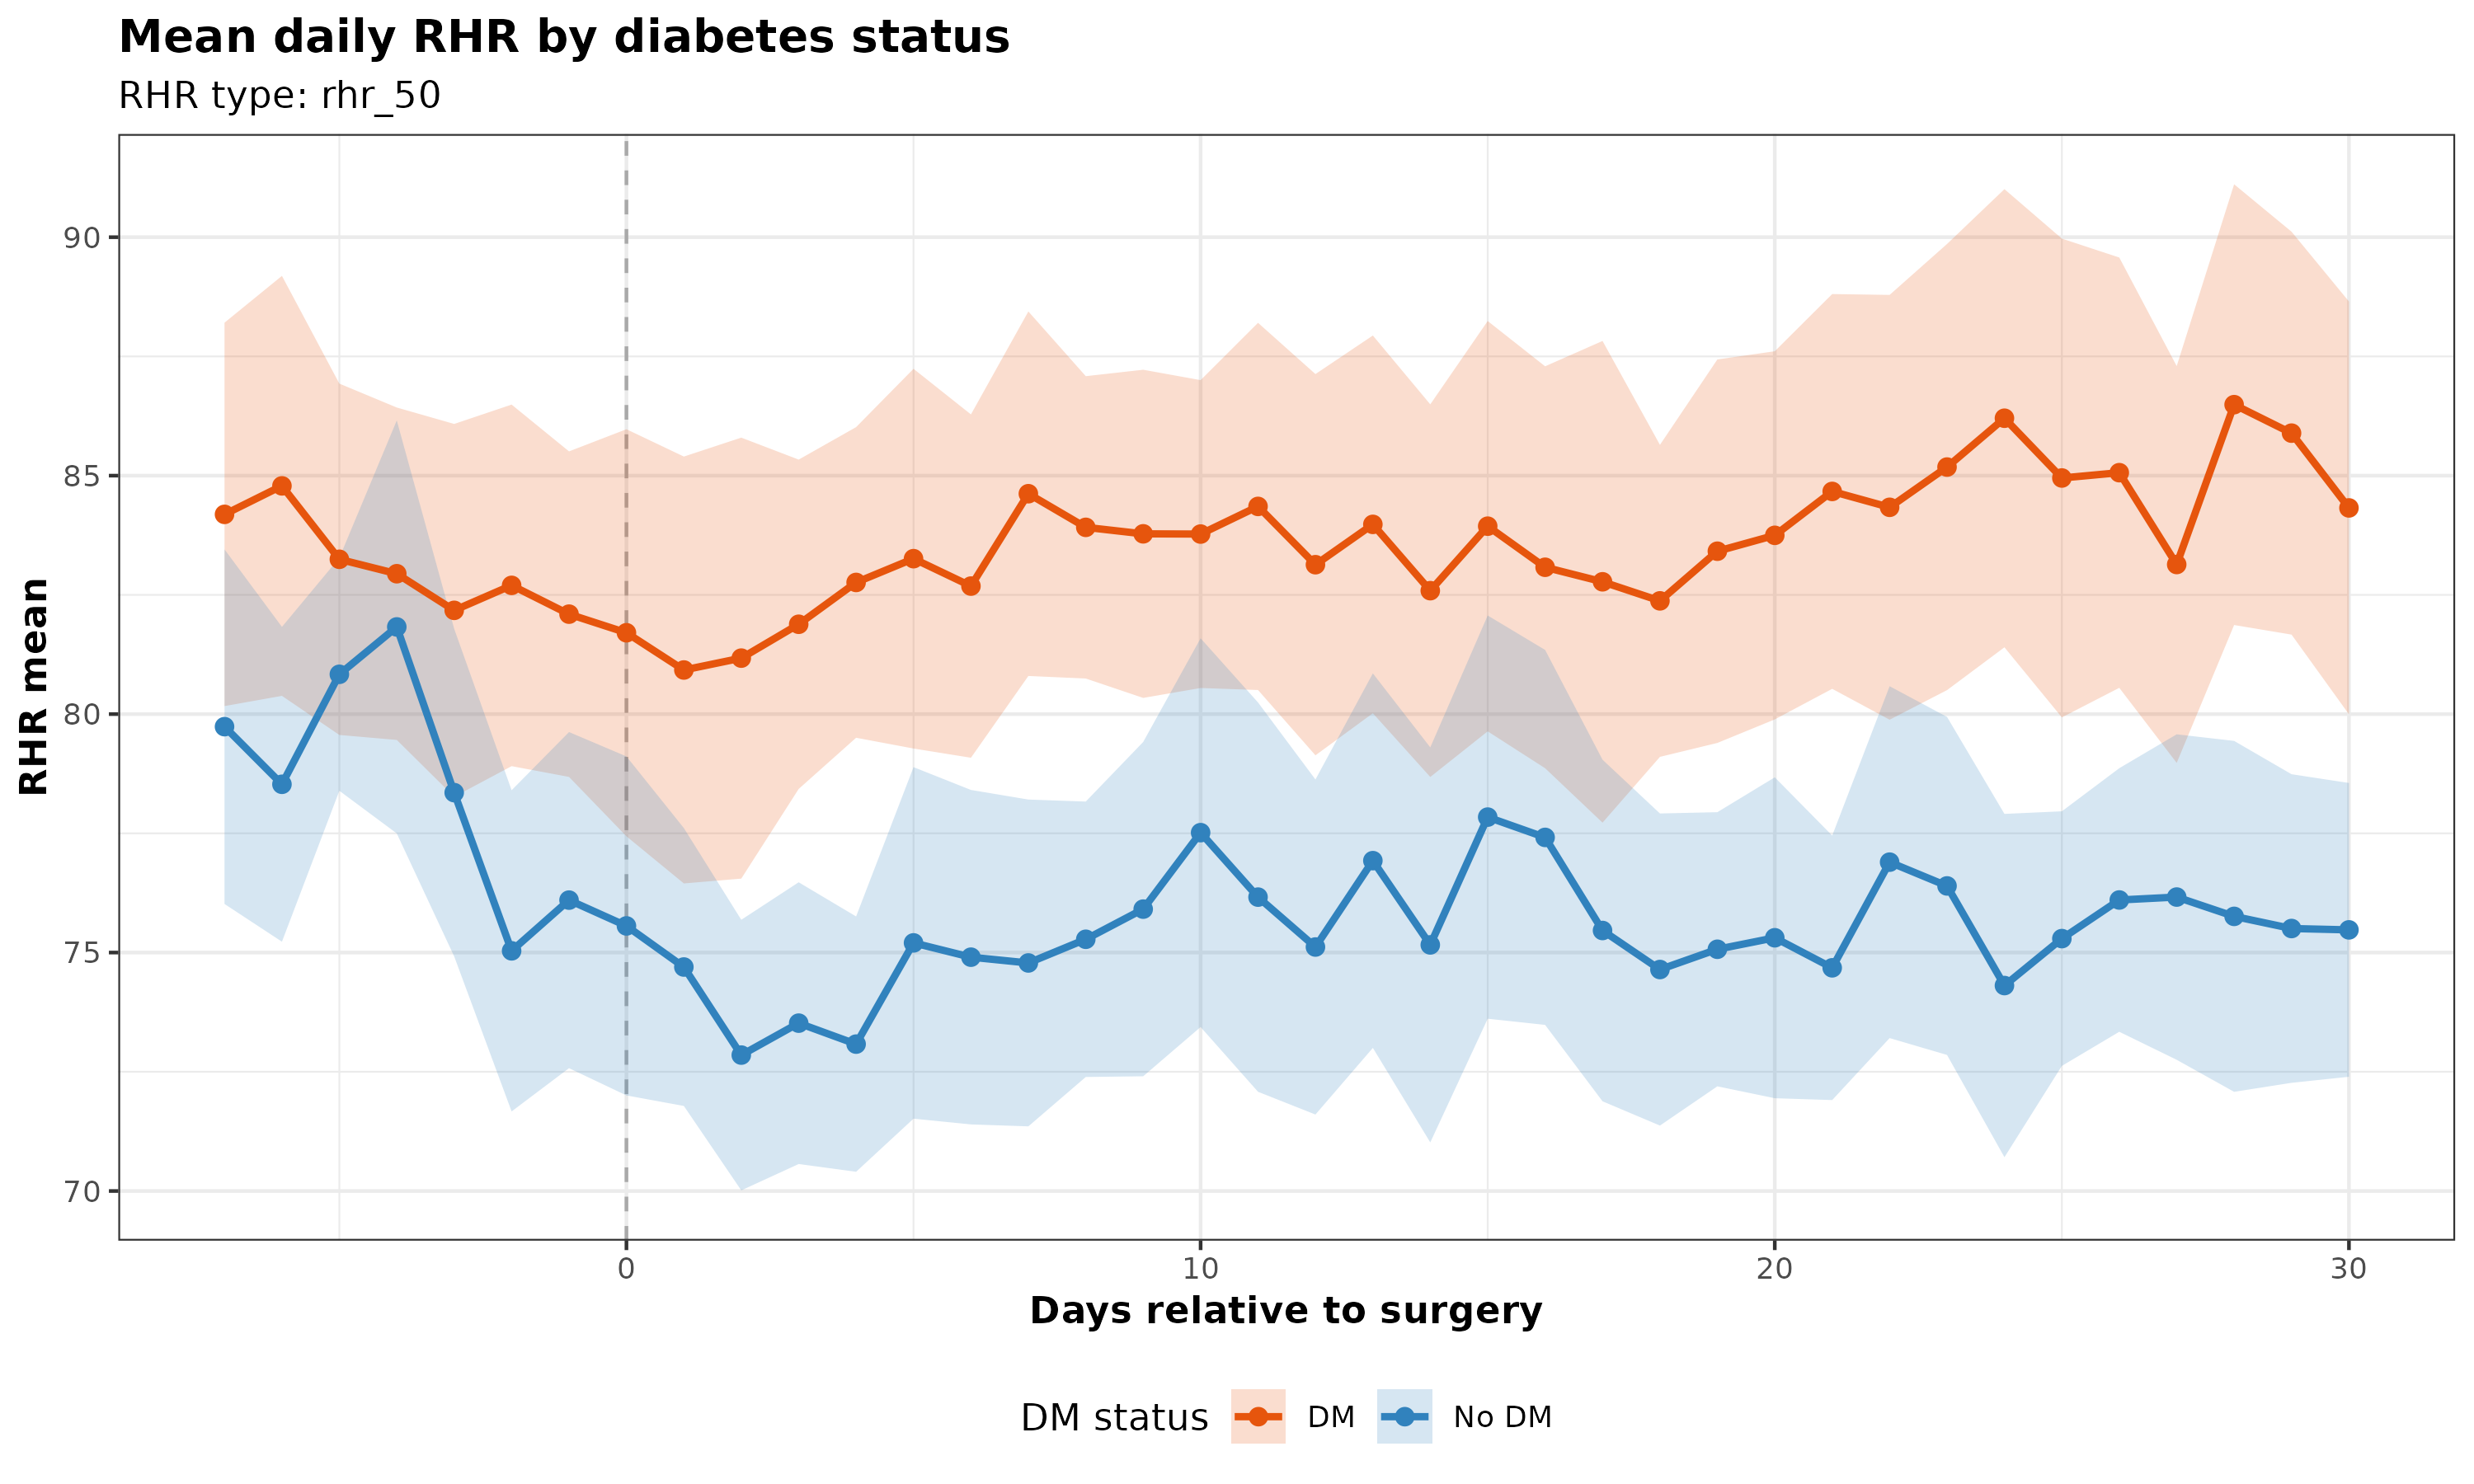 Mean daily RHR by diabetes status
RHR type: rhr_50
RHR mean
90
85
80
75
70
0 10 20 30
Days relative to surgery
DM status DM No DM